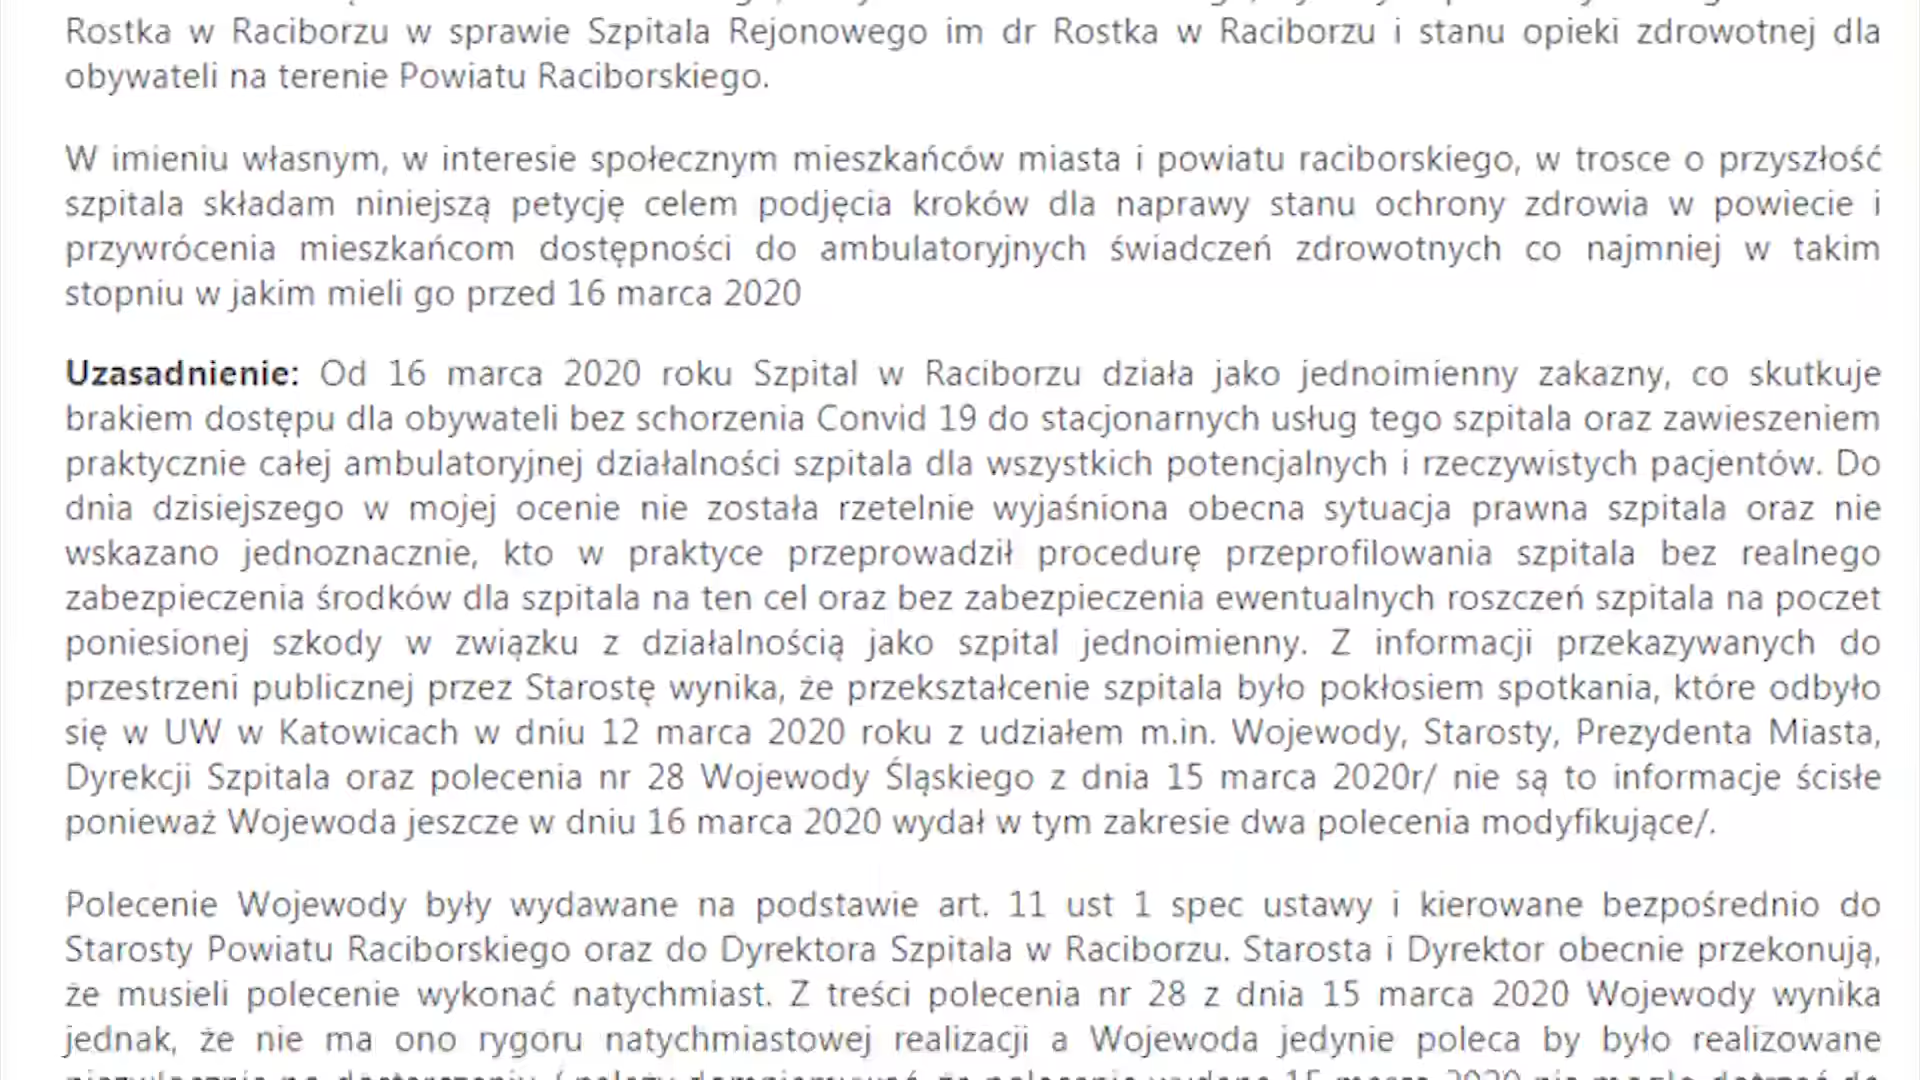 Rostka w Raciborzu w sprawie Szpitala Rejonowego im dr Rostka w Raciborzu i stanu opieki zdrowotnej dla
obywateli na terenie Powiatu Raciborskiego.
W imieniu własnym, w interesie społecznym mieszkańców miasta i powiatu raciborskiego, w trosce o przyszłość
szpitala składam niniejszą petycję celem podjęcia kroków dla naprawy stanu ochrony zdrowia w powiecie i
przywrócenia mieszkańcom dostępności do ambulatoryjnych świadczeń zdrowotnych co najmniej w takim
stopniu w jakim mieli go przed 16 marca 2020
Uzasadnienie: Od 16 marca 2020 roku Szpital w Raciborzu działa jako jednoimienny zakazny, co skutkuje
brakiem dostępu dla obywateli bez schorzenia Convid 19 do stacjonarnych usług tego szpitala oraz zawieszeniem
praktycznie całej ambulatoryjnej działalności szpitala dla wszystkich potencjalnych i rzeczywistych pacjentów. Do
dnia dzisiejszego w mojej ocenie nie została rzetelnie wyjaśniona obecna sytuacja prawna szpitala oraz nie
wskazano jednoznacznie, kto w praktyce przeprowadził procedurę przeprofilowania szpitala bez realnego
zabezpieczenia środków dla szpitala na ten cel oraz bez zabezpieczenia ewentualnych roszczeń szpitala na poczet
poniesionej szkody w związku z działalnością jako szpital jednoimienny. Z informacji przekazywanych do
przestrzeni publicznej przez Starostę wynika, że przekształcenie szpitala było pokłosiem spotkania, które odbyło
się w UW w Katowicach w dniu 12 marca 2020 roku z udziałem m.in. Wojewody, Starosty, Prezydenta Miasta,
Dyrekcji Szpitala oraz polecenia nr 28 Wojewody Śląskiego z dnia 15 marca 2020r/ nie są to informacje ścisłe
ponieważ Wojewoda jeszcze w dniu 16 marca 2020 wydał w tym zakresie dwa polecenia modyfikujące/.
Polecenie Wojewody były wydawane na podstawie art. 11 ust 1 spec ustawy i kierowane bezpośrednio do
Starosty Powiatu Raciborskiego oraz do Dyrektora Szpitala w Raciborzu. Starosta i Dyrektor obecnie przekonują,
że musieli polecenie wykonać natychmiast. Z treści polecenia nr 28 z dnia 15 marca 2020 Wojewody wynika
jednak, że nie ma ono rygoru natychmiastowej realizacji a Wojewoda jedynie poleca by było realizowane